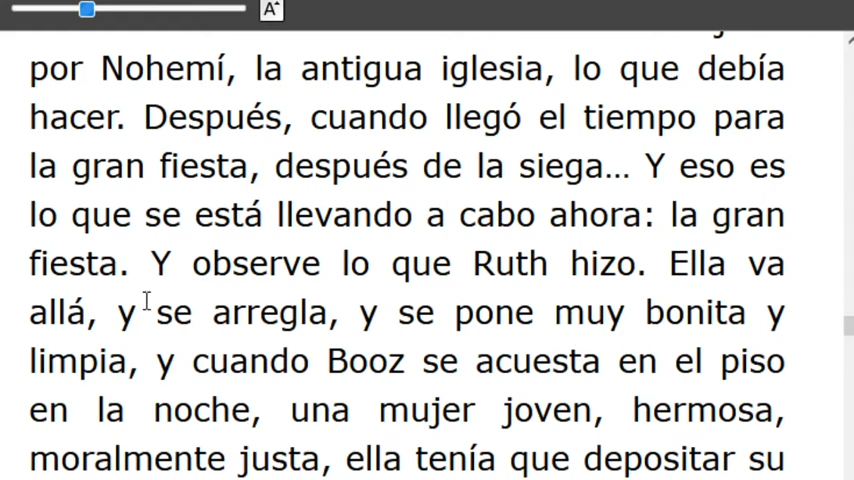 A
por Nohemí, la antigua iglesia, lo que debía
hacer. Después, cuando llegó el tiempo para
la gran fiesta, después de la siega... Y eso es
lo que se está llevando a cabo ahora: la gran
fiesta. Y observe lo que Ruth hizo. Ella va
allá, y se arregla, y se pone muy bonita y
limpia, y cuando Booz se acuesta en el piso
en la noche, una mujer joven, hermosa,
moralmente justa, ella tenía que depositar su